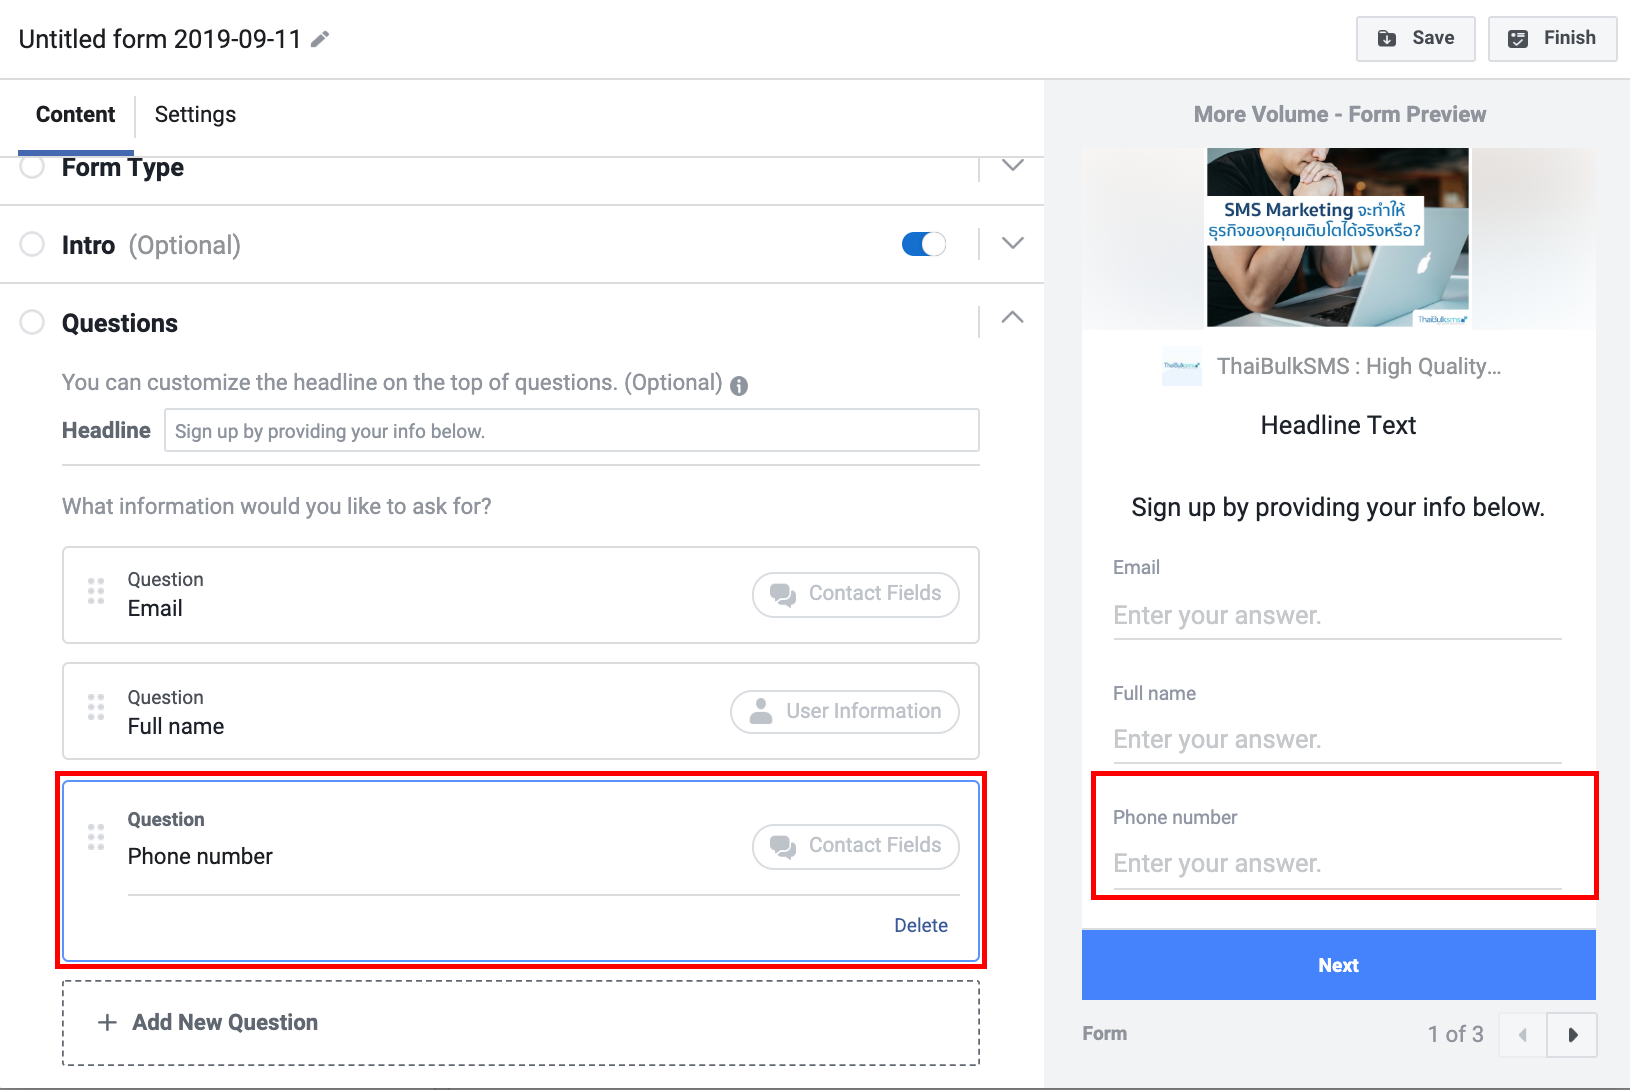 Untitled form 2019-09-11
Save
Finish
Content
Settings
Form Type
Intro (Optional)
Questions
You can customize the headline on the top of questions. (Optional)
Headline
Sign up by providing your info below.
What information would you like to ask for?
Question
Email
Contact Fields
Question
Full name
User Information
Question
Phone number
Contact Fields
Delete
+ Add New Question
More Volume - Form Preview
SMS Marketing จะทำให้
ธุรกิจของคุณเติบโตได้จริงหรือ?
ThaiBulksms
ThaiBulksms
ThaiBulkSMS : High Quality...
Headline Text
Sign up by providing your info below.
Email
Enter your answer.
Full name
Enter your answer.
Phone number
Enter your answer.
Next
Form
1 of 3